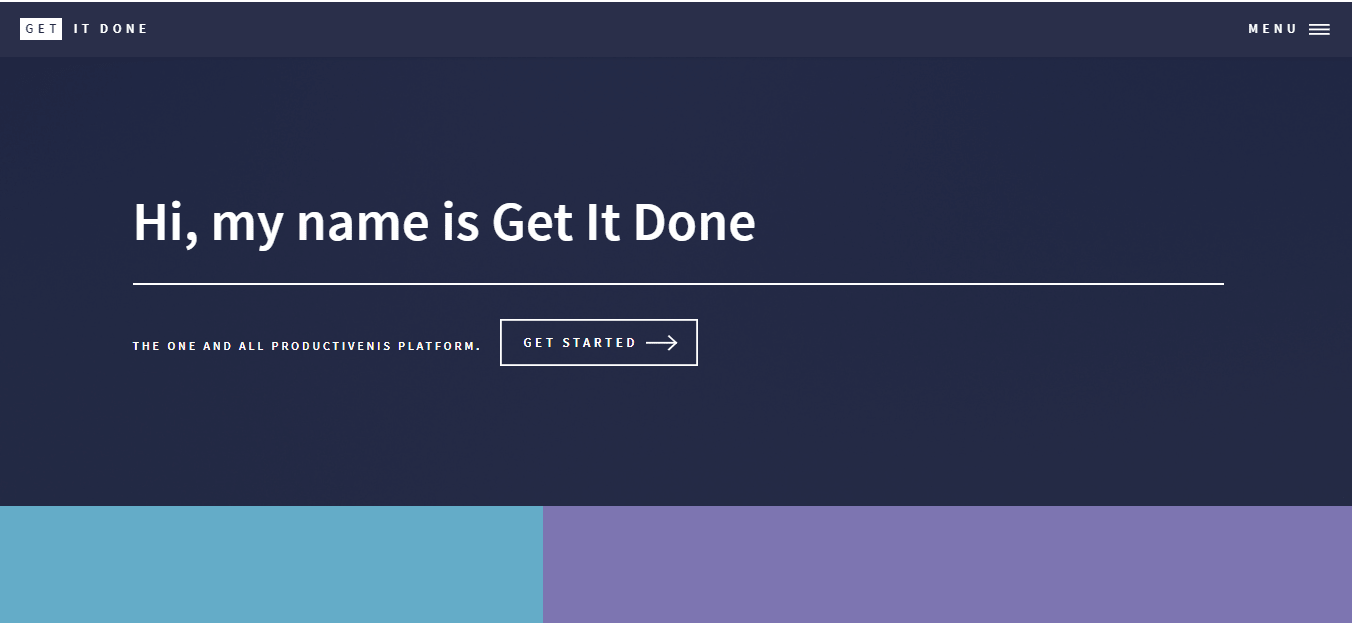 GET IT DONE
MENU
Hi, my name is Get It Done
THE ONE AND ALL PRODUCTIVENIS PLATFORM.
GET STARTED